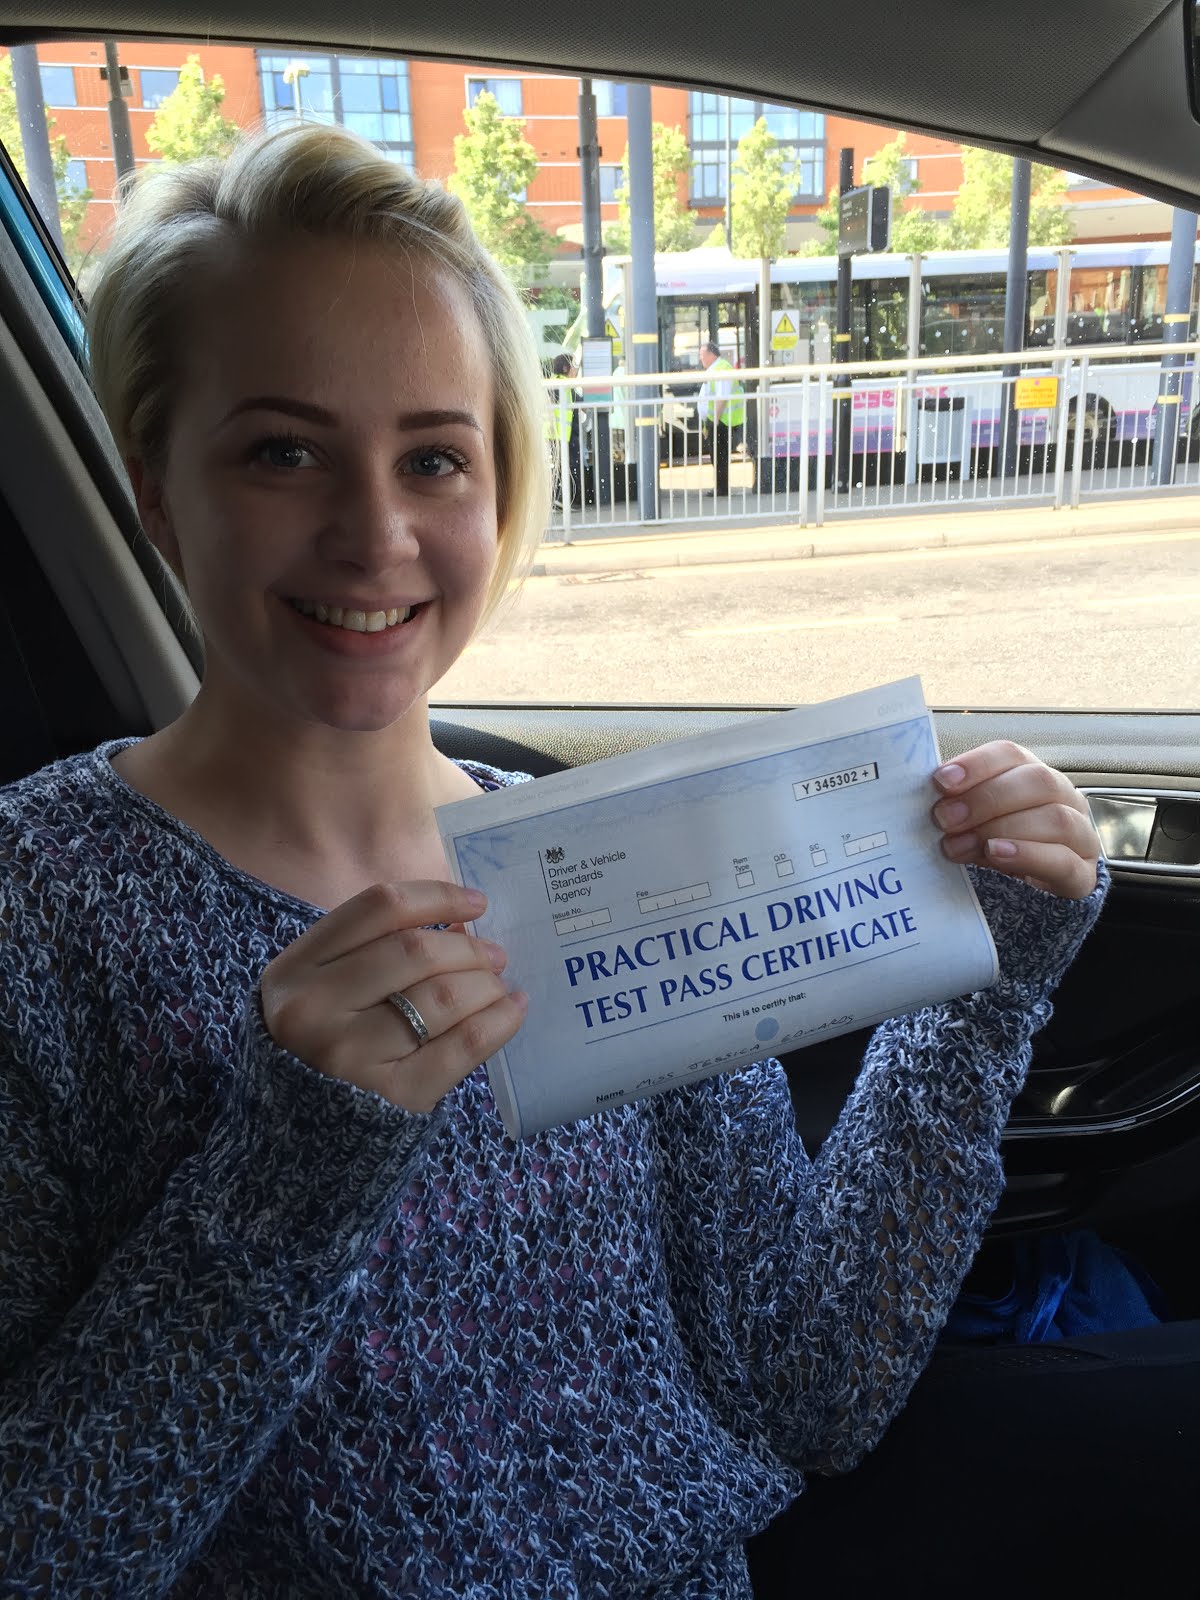 Y 345302 +
Driver & Vehicle
Standards
Agency
Issue No.
Fee
Rem
Type
O/D
S/C
T/P
PRACTICAL DRIVING
TEST PASS CERTIFICATE
This is to certify that:
Name MISS JESSICA EDWARDS